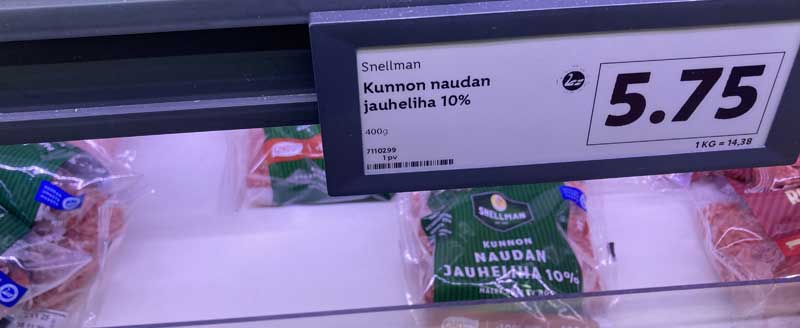 Snellman
Kunnon naudan
jauheliha 10%
400g
7110299
1 pv
5.75
1 KG = 14,38
SNELLMAN
KUNNON
NAUDAN
JAUHELIHA 10%